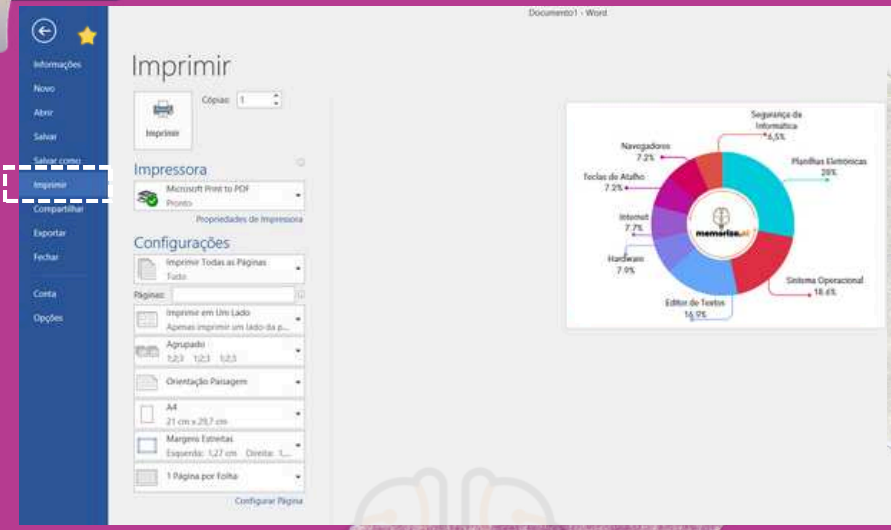 Documento1 - Word
Informações
Novo
Abrir
Salvar
Salvar como
Imprimir
Compartilhar
Exportar
Fechar
Conta
Opções
Imprimir
Cópias: 1
Imprimir
Impressora
Microsoft Print to PDF
Pronto
Propriedades de Impressora
Configurações
Imprimir Todas as Páginas
Tudo
Páginas:
Imprimir em Um Lado
Apenas imprimir um lado da p...
Agrupado
1;2;3 1;2;3 1;2;3
Orientação Paisagem
A4
21 cm x 29,7 cm
Margens Estreitas
Esquerda: 1,27 cm Direita: 1,...
1 Página por Folha
Configurar Página
Segurança da
Informática
6,5%
Navegadores
7.2%
Planilhas Eletrônicas
28%
Teclas de Atalho
7.2%
Internet
7.7%
memorize.ai
Hardware
7.9%
Sistema Operacional
18.6%
Editor de Textos
16.9%